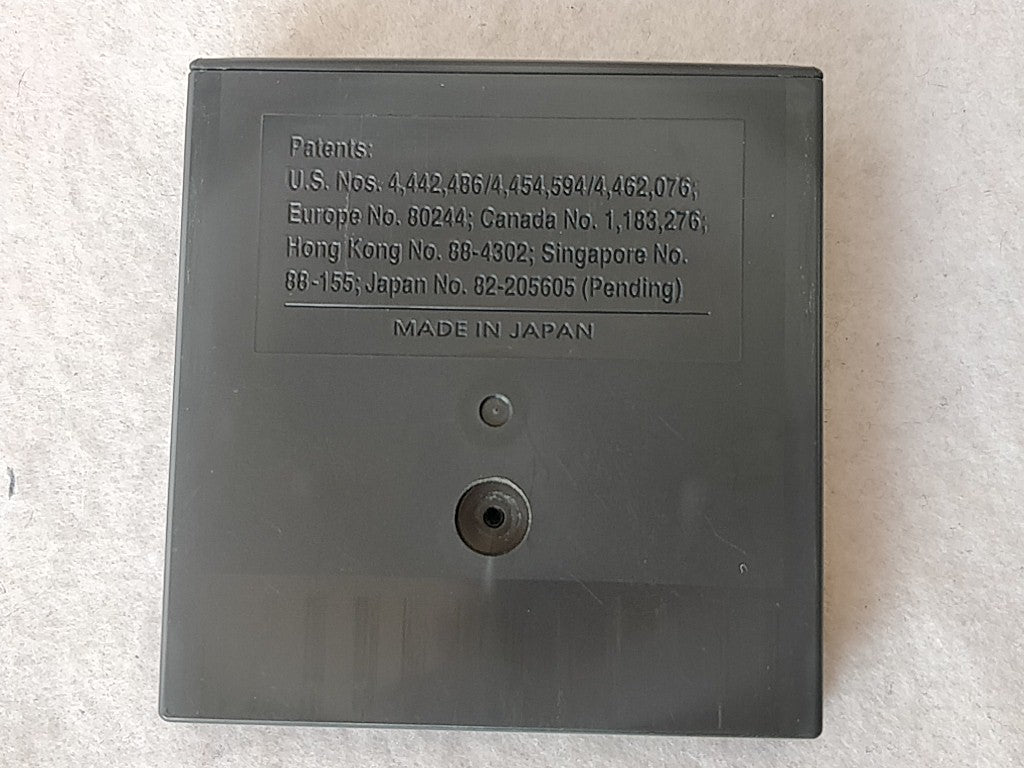 Patents:
U.S. Nos. 4,442,486/4,454,594/4,462,076;
Europe No. 80244; Canada No. 1,183,276;
Hong Kong No. 88-4302; Singapore No.
88-155; Japan No. 82-205605 (Pending)
MADE IN JAPAN